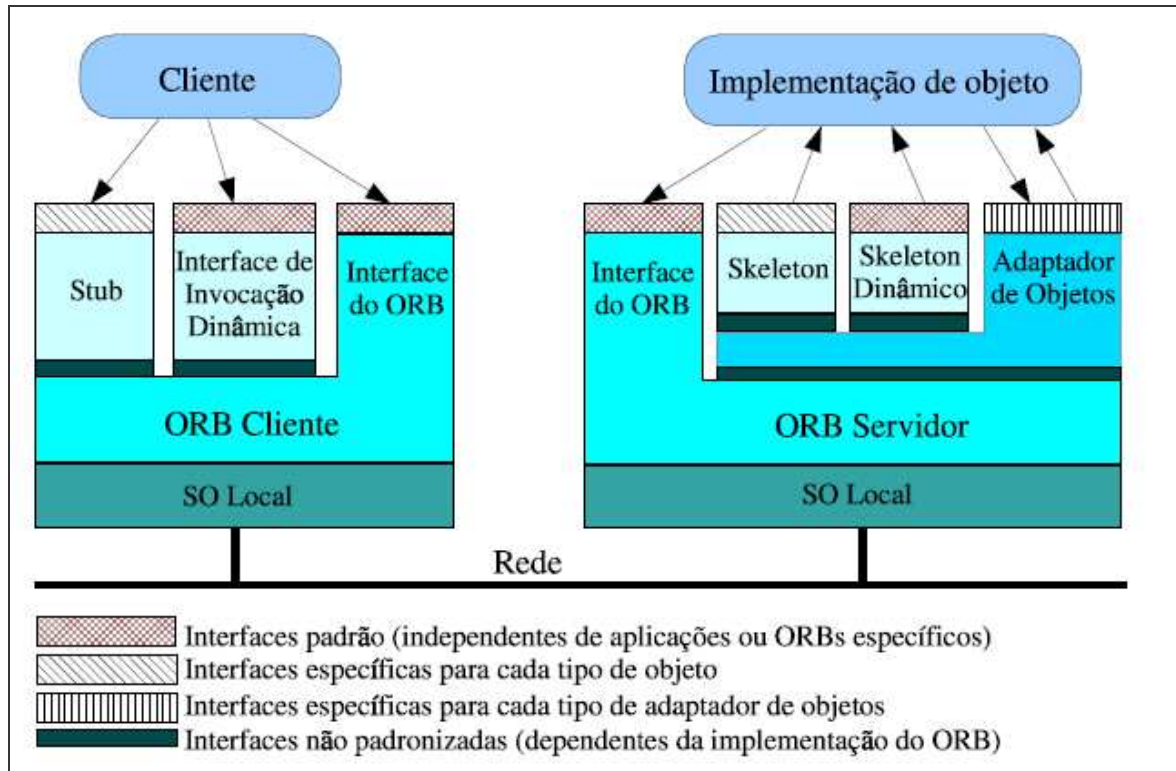 Cliente
Implementação de objeto
Stub
Interface de
Invocação
Dinâmica
Interface
do ORB
Interface
do ORB
Skeleton
Skeleton
Dinâmico
Adaptador
de Objetos
ORB Cliente
ORB Servidor
SO Local
SO Local
Rede
Interfaces padrão (independentes de aplicações ou ORBs específicos)
Interfaces específicas para cada tipo de objeto
Interfaces específicas para cada tipo de adaptador de objetos
Interfaces não padronizadas (dependentes da implementação do ORB)